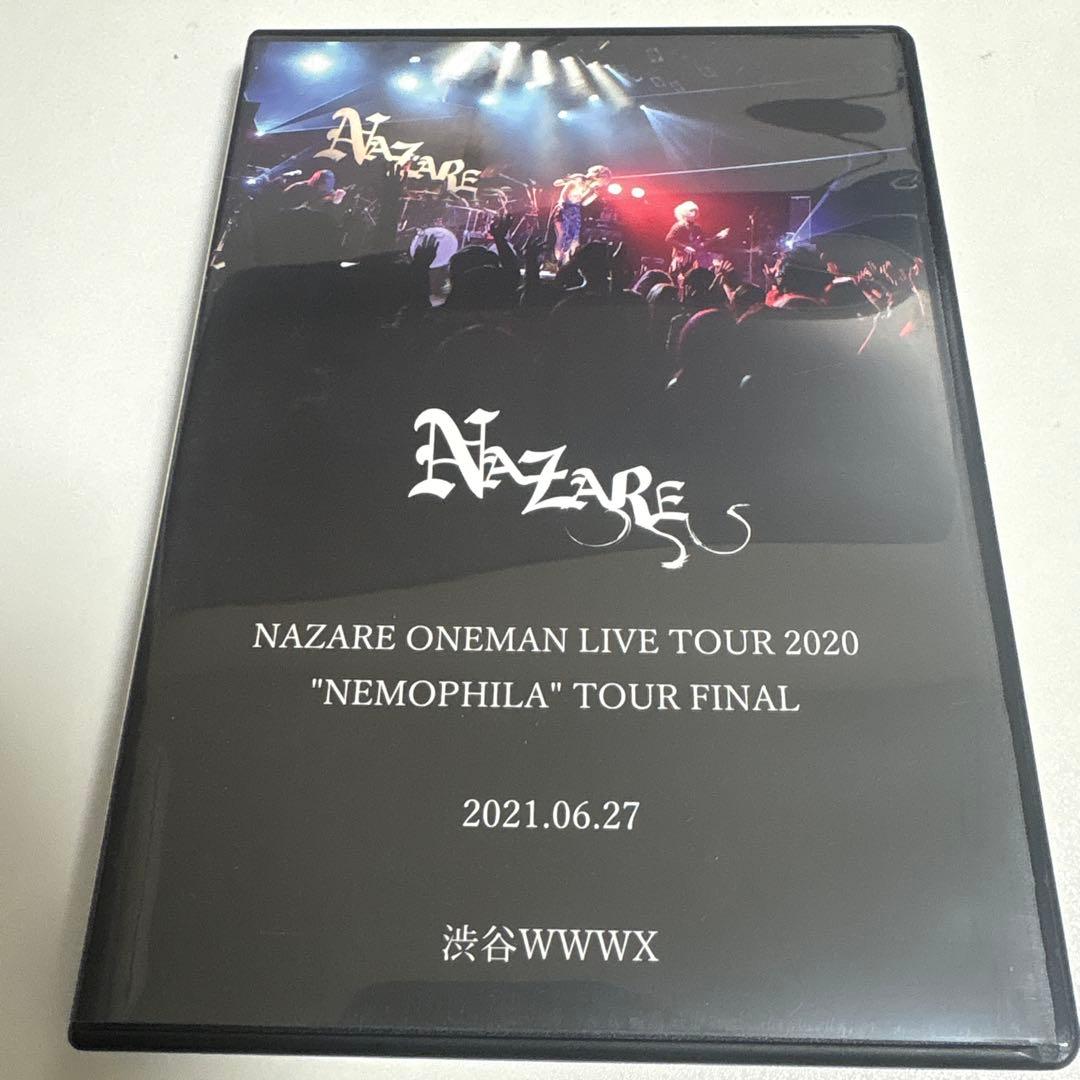 NAZARE
NAZARE
NAZARE ONEMAN LIVE TOUR 2020
"NEMOPHILA" TOUR FINAL
2021.06.27
渋谷WWWX